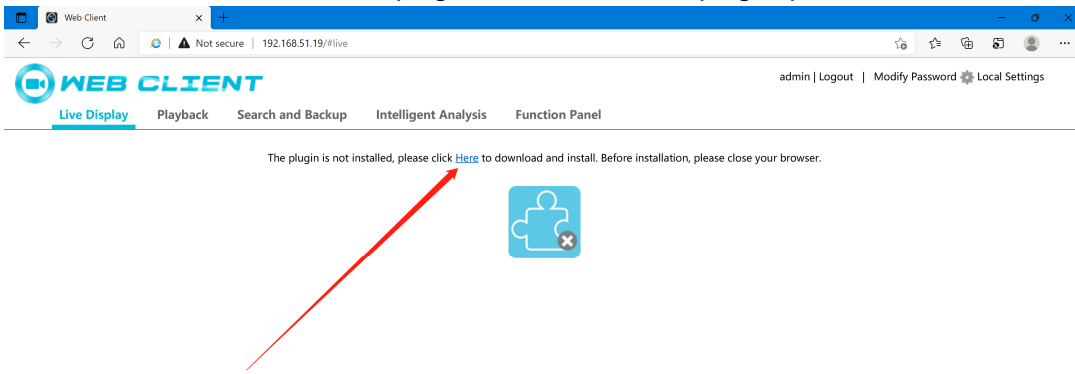 Web Client
Not secure 192.168.51.19/#live
WEB CLIENT
admin | Logout | Modify Password Local Settings
Live Display Playback Search and Backup Intelligent Analysis Function Panel
The plugin is not installed, please click Here to download and install. Before installation, please close your browser.